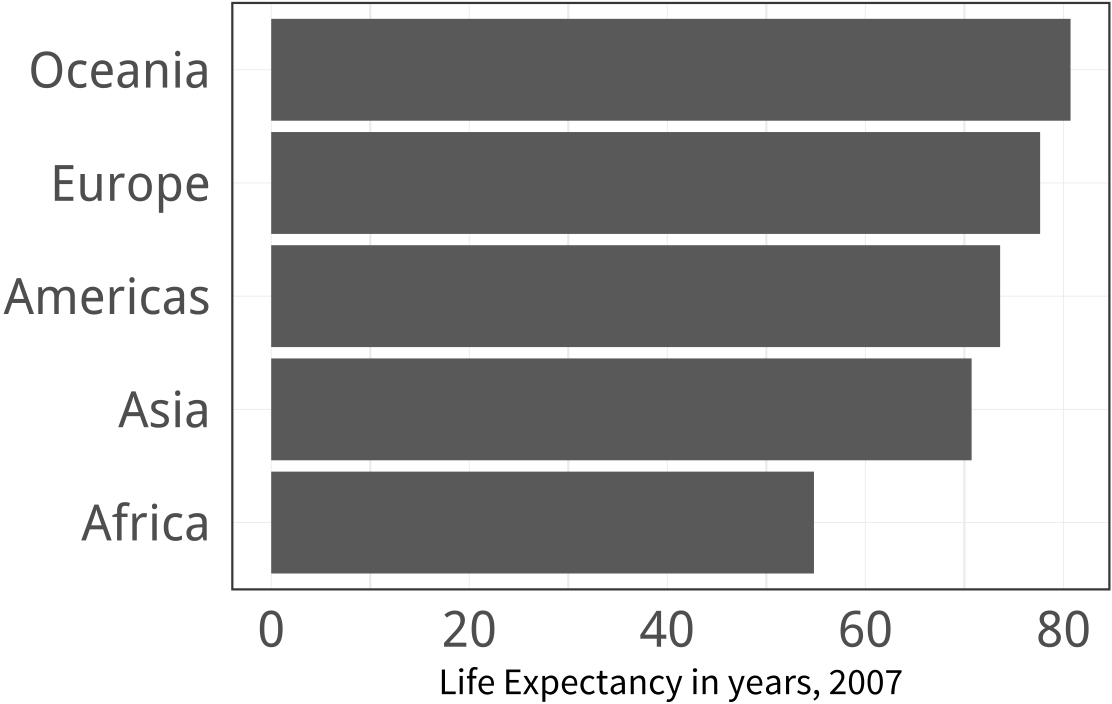 Oceania
Europe
Americas
Asia
Africa
0 20 40 60 80
Life Expectancy in years, 2007